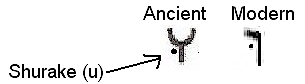 Ancient Modern
וּ
Shurake (u)